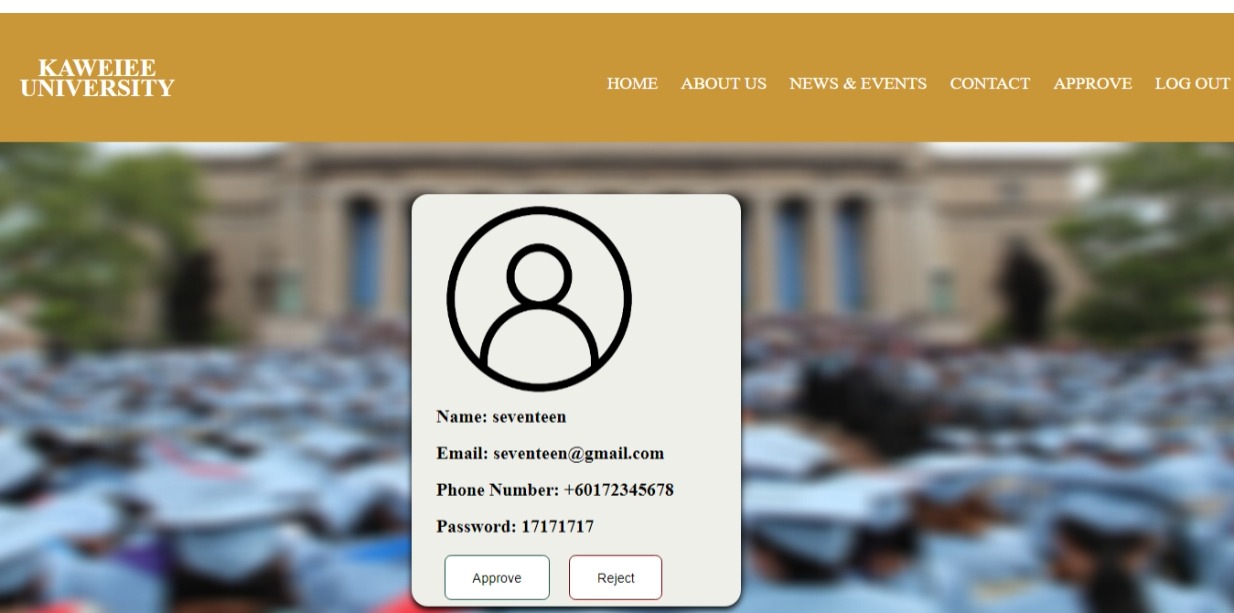 KAWEIEE
UNIVERSITY
HOME ABOUT US NEWS & EVENTS CONTACT APPROVE LOG OUT
Name: seventeen
Email: seventeen@gmail.com
Phone Number: +60172345678
Password: 17171717
Approve Reject